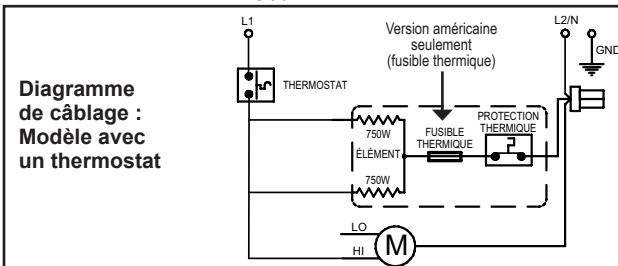 L1
L2/N
GND
Version américaine
seulement
(fusible thermique)
THERMOSTAT
Diagramme
de câblage :
Modèle avec
un thermostat
750W
ÉLÉMENT
750W
FUSIBLE
THERMIQUE
PROTECTION
THERMIQUE
LO
HI
M